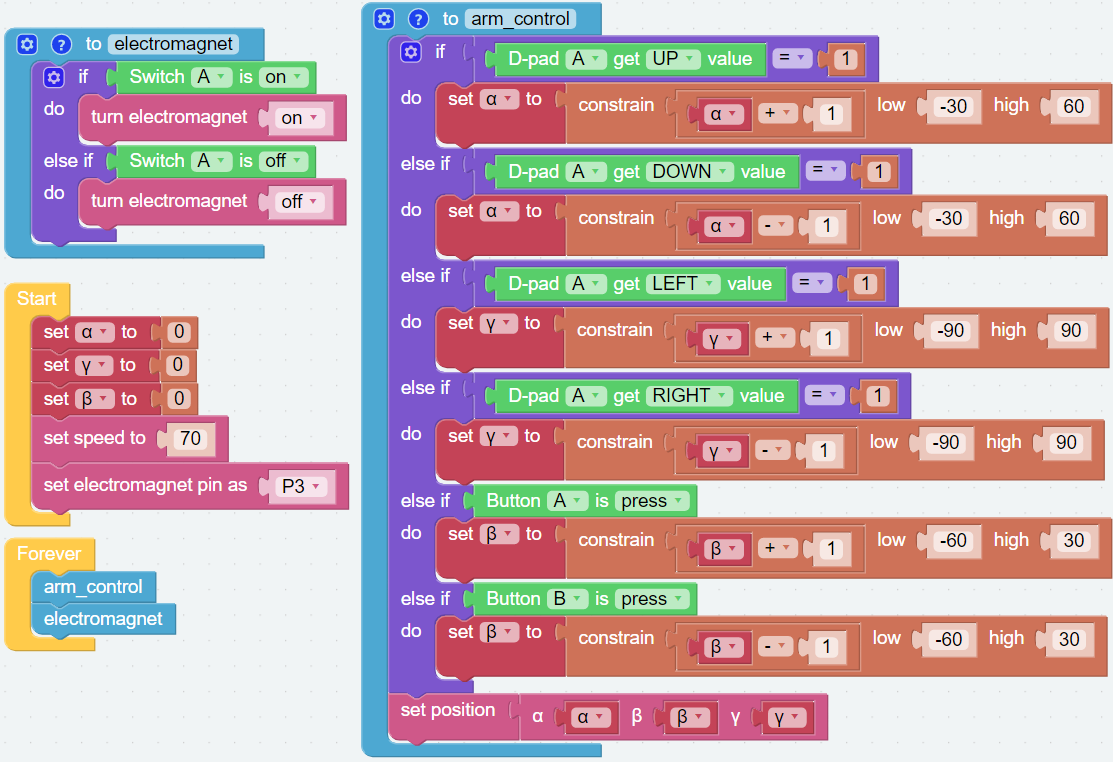 ? to electromagnet
if Switch A is on
do turn electromagnet on
else if Switch A is off
do turn electromagnet off
Start
set α to 0
set γ to 0
set β to 0
set speed to 70
set electromagnet pin as P3
Forever
arm_control
electromagnet
? to arm_control
if D-pad A get UP value = 1
do set α to constrain α + 1 low -30 high 60
else if D-pad A get DOWN value = 1
do set α to constrain α - 1 low -30 high 60
else if D-pad A get LEFT value = 1
do set γ to constrain γ + 1 low -90 high 90
else if D-pad A get RIGHT value = 1
do set γ to constrain γ - 1 low -90 high 90
else if Button A is press
do set β to constrain β + 1 low -60 high 30
else if Button B is press
do set β to constrain β - 1 low -60 high 30
set position α α β β γ γ